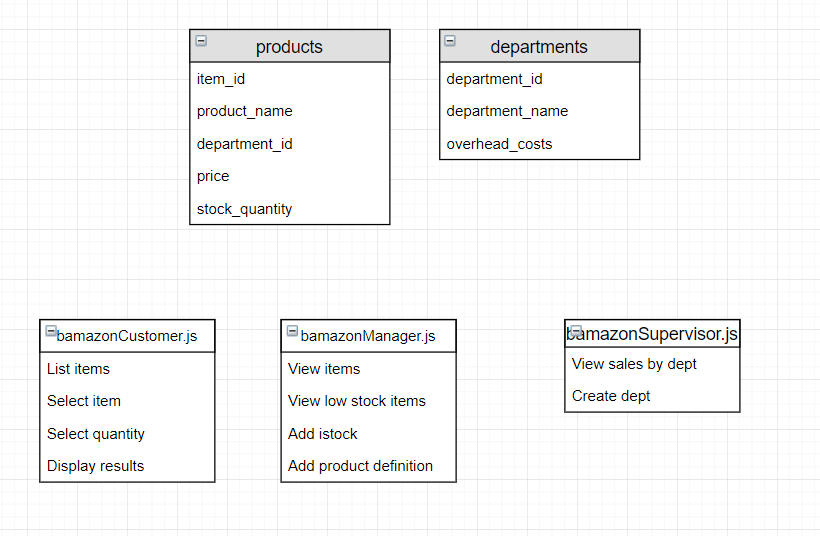 products
item_id
product_name
department_id
price
stock_quantity
departments
department_id
department_name
overhead_costs
bamazonCustomer.js
List items
Select item
Select quantity
Display results
bamazonManager.js
View items
View low stock items
Add istock
Add product definition
bamazonSupervisor.js
View sales by dept
Create dept